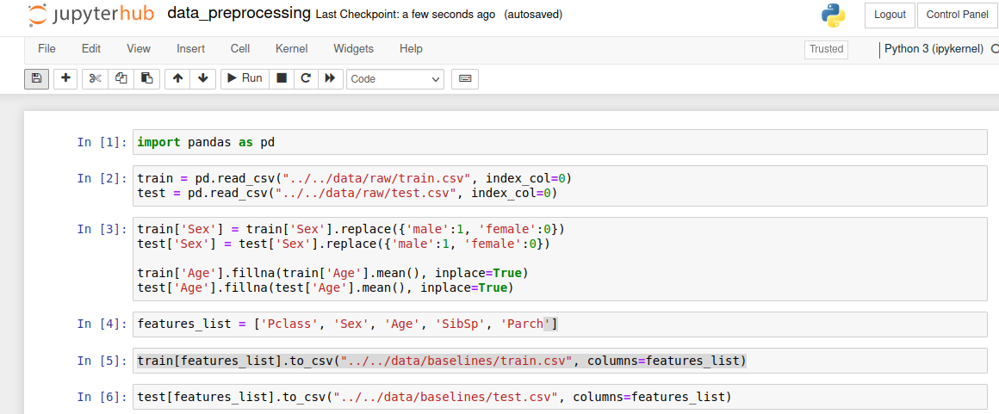 jupyterhub data_preprocessing Last Checkpoint: a few seconds ago (autosaved) Logout Control Panel
File Edit View Insert Cell Kernel Widgets Help Trusted Python 3 (ipykernel)
Run Code
In [1]: import pandas as pd
In [2]: train = pd.read_csv("../../data/raw/train.csv", index_col=0)
test = pd.read_csv("../../data/raw/test.csv", index_col=0)
In [3]: train['Sex'] = train['Sex'].replace({'male':1, 'female':0})
test['Sex'] = test['Sex'].replace({'male':1, 'female':0})
train['Age'].fillna(train['Age'].mean(), inplace=True)
test['Age'].fillna(test['Age'].mean(), inplace=True)
In [4]: features_list = ['Pclass', 'Sex', 'Age', 'SibSp', 'Parch']
In [5]: train[features_list].to_csv("../../data/baselines/train.csv", columns=features_list)
In [6]: test[features_list].to_csv("../../data/baselines/test.csv", columns=features_list)